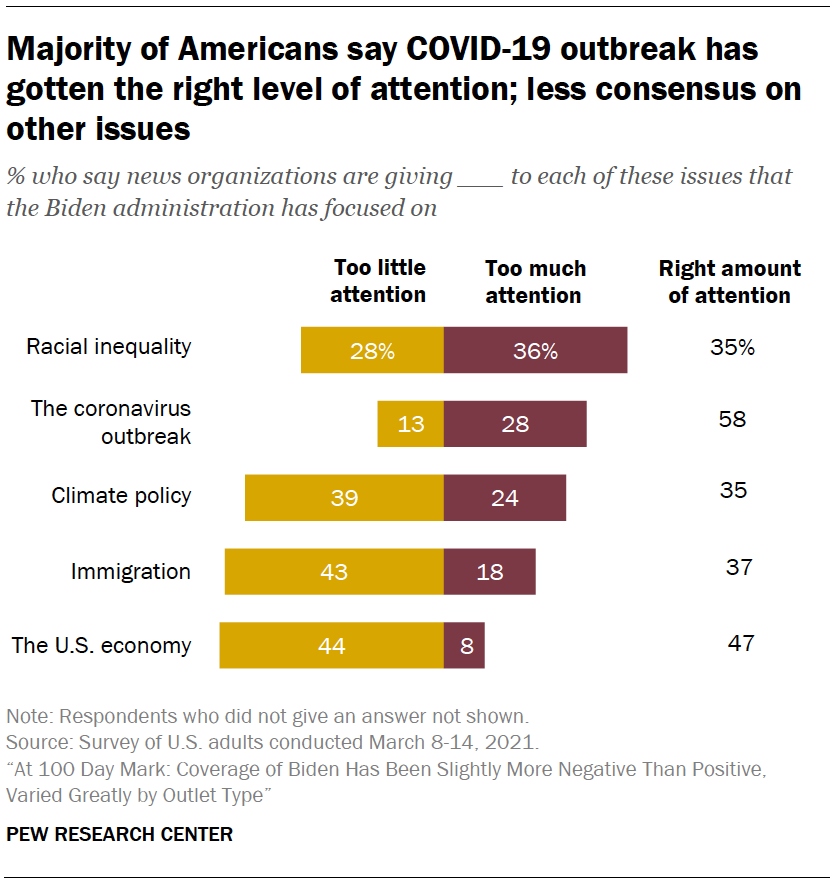 Majority of Americans say COVID-19 outbreak has
gotten the right level of attention; less consensus on
other issues
% who say news organizations are giving ____ to each of these issues that
the Biden administration has focused on
Too little attention
Too much attention
Right amount of attention
Racial inequality 28% 36% 35%
The coronavirus outbreak 13 28 58
Climate policy 39 24 35
Immigration 43 18 37
The U.S. economy 44 8 47
Note: Respondents who did not give an answer not shown.
Source: Survey of U.S. adults conducted March 8-14, 2021.
“At 100 Day Mark: Coverage of Biden Has Been Slightly More Negative Than Positive,
Varied Greatly by Outlet Type”
PEW RESEARCH CENTER